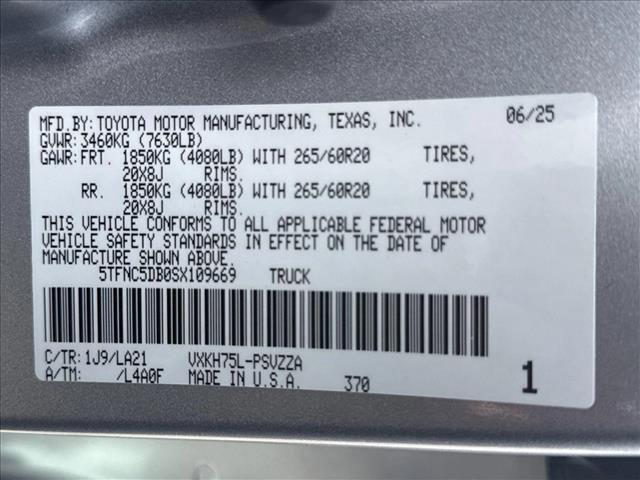 MFD.BY: TOYOTA MOTOR MANUFACTURING, TEXAS, INC. 06/25
GVWR: 3460KG (7630LB)
GAWR: FRT. 1850KG (4080LB) WITH 265/60R20 TIRES,
20X8J RIMS.
RR. 1850KG (4080LB) WITH 265/60R20 TIRES,
20X8J RIMS.
THIS VEHICLE CONFORMS TO ALL APPLICABLE FEDERAL MOTOR
VEHICLE SAFETY STANDARDS IN EFFECT ON THE DATE OF
MANUFACTURE SHOWN ABOVE.
5TFNC5DB0SX109669 TRUCK
C/TR: 1J9/LA21 VXKH75L-PSVZZA
A/TM: /L4A0F MADE IN U.S.A. 370 1